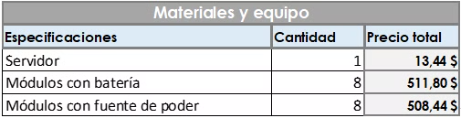 Materiales y equipo
Especificaciones Cantidad Precio total
Servidor 1 13,44 $
Módulos con batería 8 511,80 $
Módulos con fuente de poder 8 508,44 $